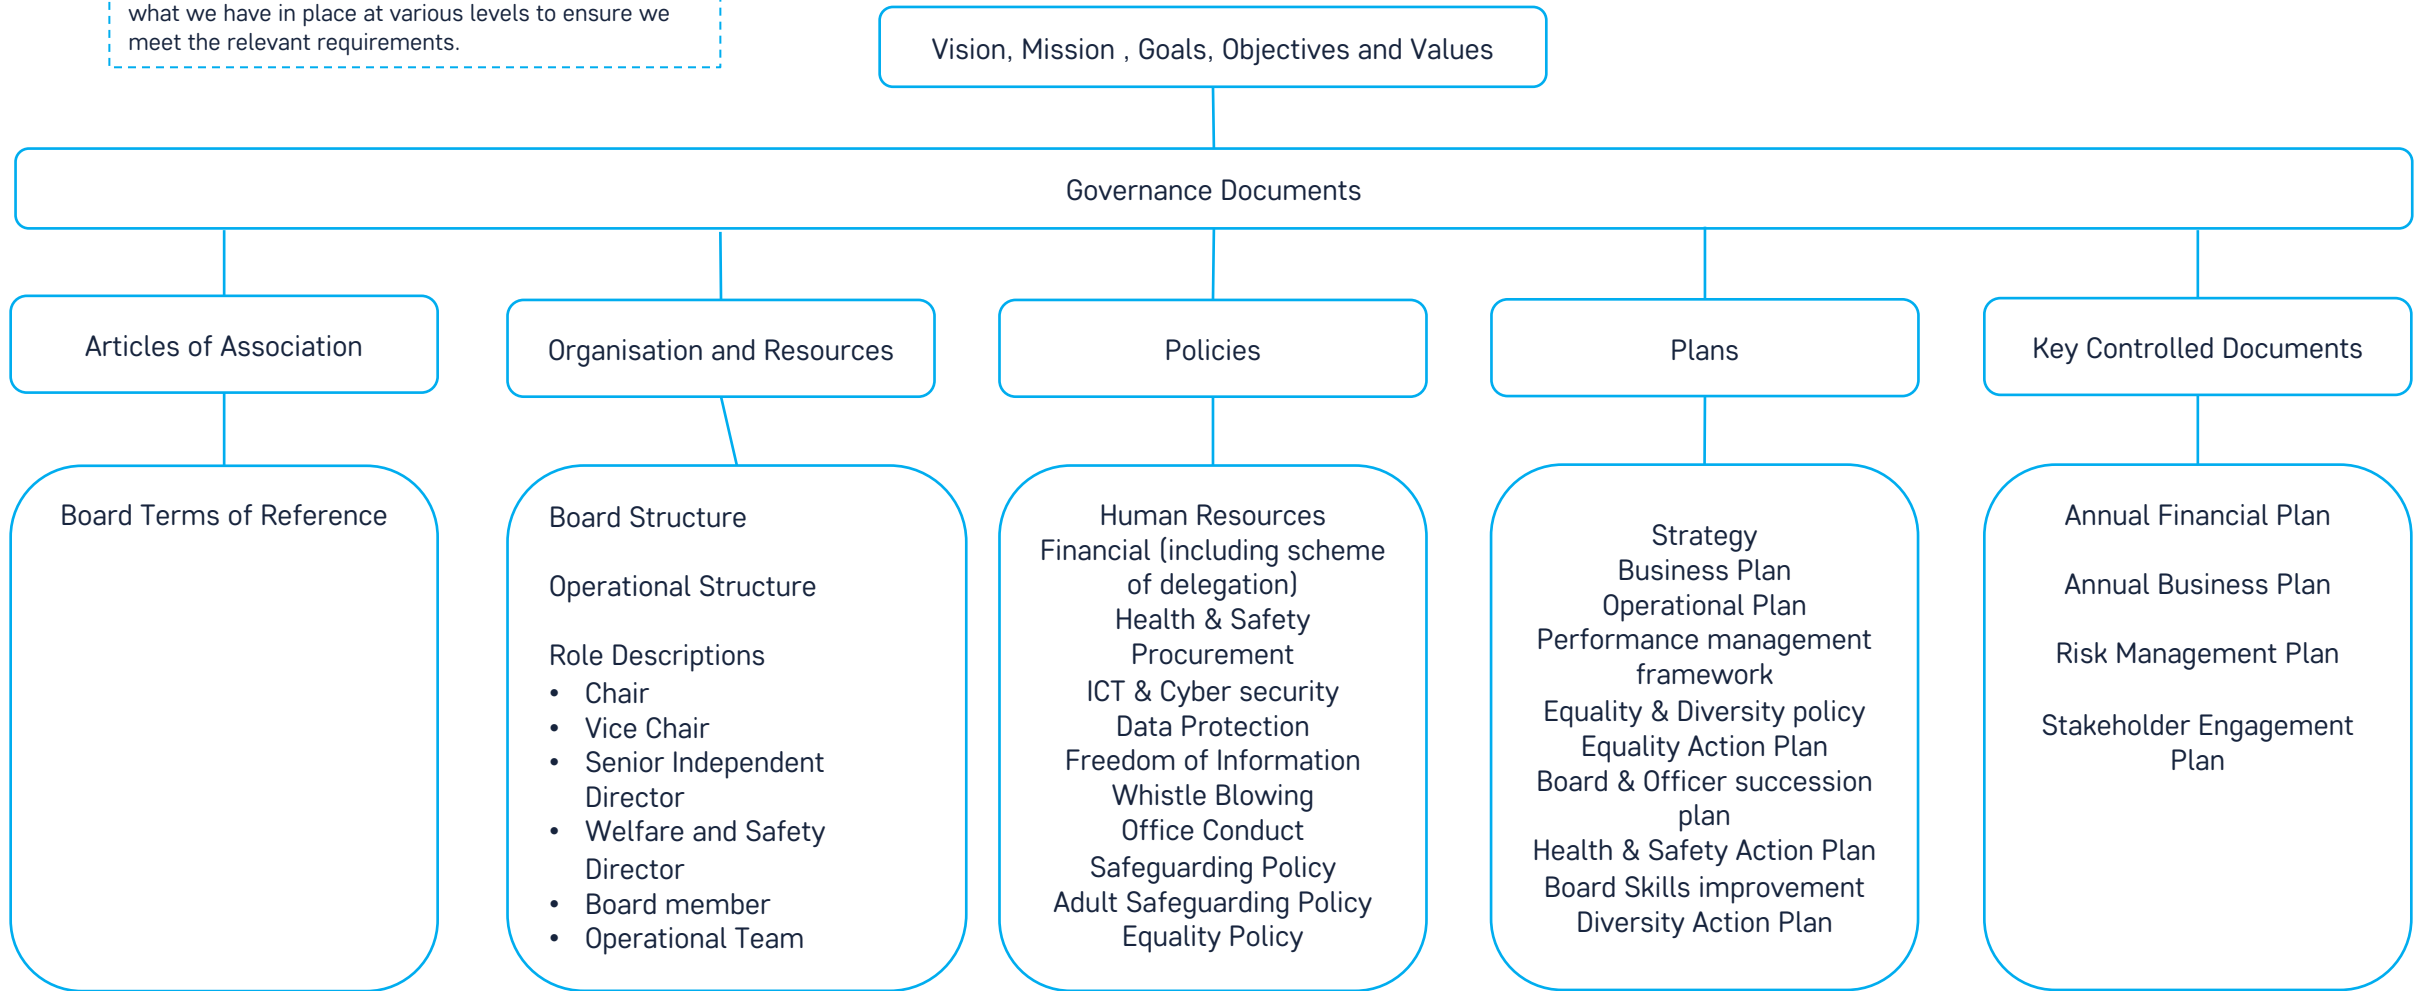 what we have in place at various levels to ensure we
meet the relevant requirements.
Vision, Mission , Goals, Objectives and Values
Governance Documents
Articles of Association
Organisation and Resources
Policies
Plans
Key Controlled Documents
Board Terms of Reference
Board Structure
Operational Structure
Role Descriptions
• Chair
• Vice Chair
• Senior Independent
Director
• Welfare and Safety
Director
• Board member
• Operational Team
Human Resources
Financial (including scheme
of delegation)
Health & Safety
Procurement
ICT & Cyber security
Data Protection
Freedom of Information
Whistle Blowing
Office Conduct
Safeguarding Policy
Adult Safeguarding Policy
Equality Policy
Strategy
Business Plan
Operational Plan
Performance management
framework
Equality & Diversity policy
Equality Action Plan
Board & Officer succession
plan
Health & Safety Action Plan
Board Skills improvement
Diversity Action Plan
Annual Financial Plan
Annual Business Plan
Risk Management Plan
Stakeholder Engagement
Plan